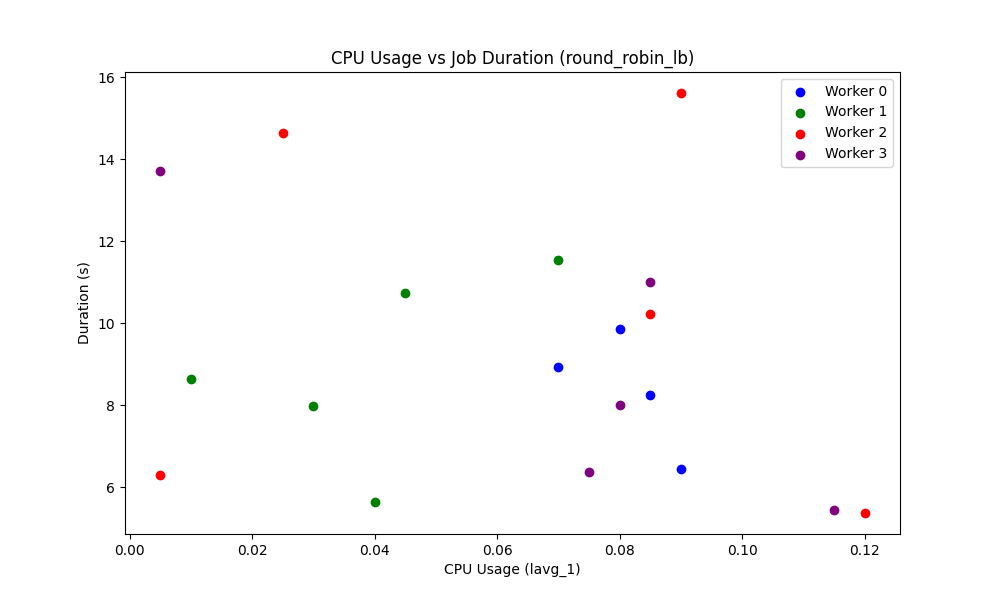 CPU Usage vs Job Duration (round_robin_lb)
Worker 0
Worker 1
Worker 2
Worker 3
16
14
12
10
8
6
Duration (s)
0.00 0.02 0.04 0.06 0.08 0.10 0.12
CPU Usage (lavg_1)